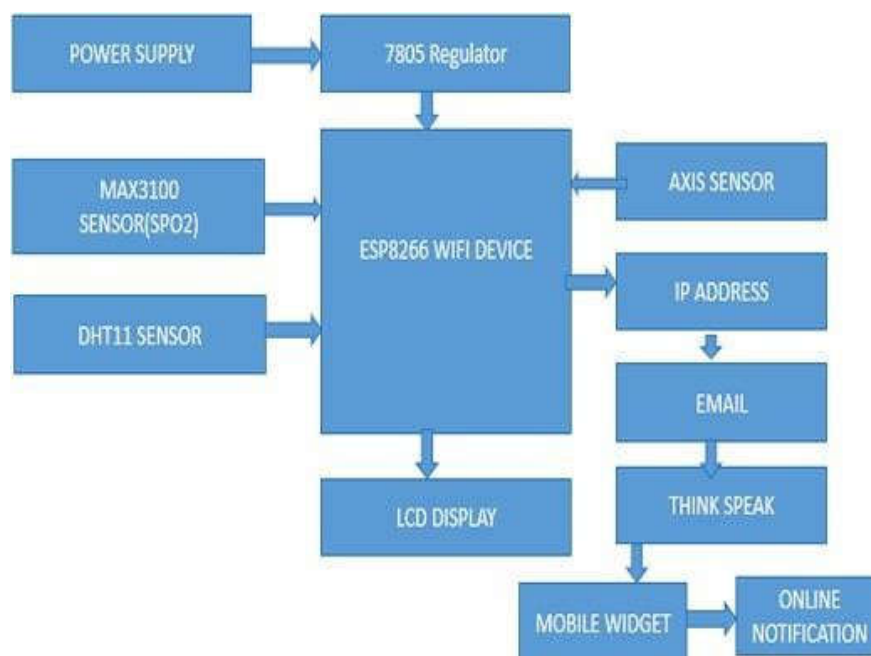 POWER SUPPLY
7805 Regulator
MAX3100
SENSOR(SPO2)
AXIS SENSOR
ESP8266 WIFI DEVICE
IP ADDRESS
DHT11 SENSOR
EMAIL
LCD DISPLAY
THINK SPEAK
MOBILE WIDGET
ONLINE
NOTIFICATION